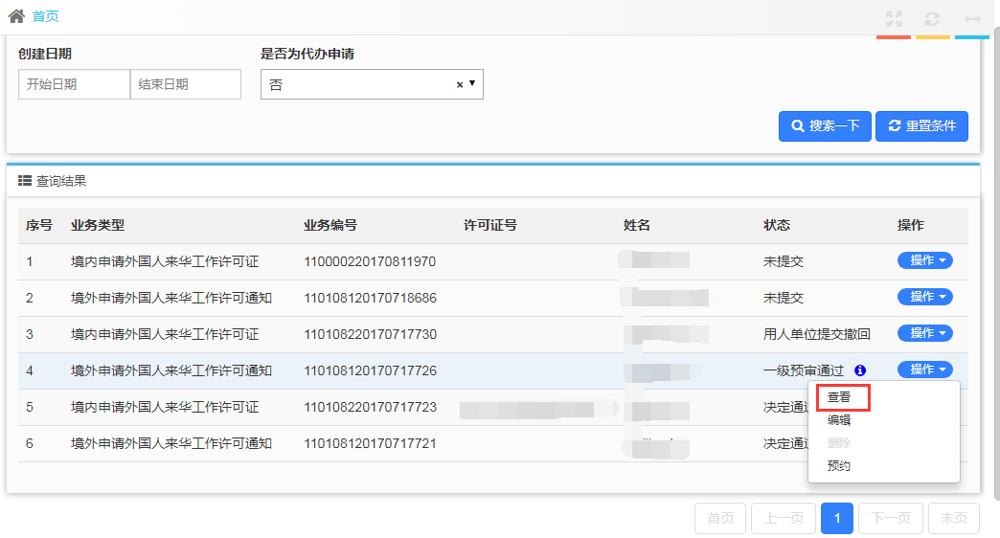 首页
创建日期 是否为代办申请
开始日期 结束日期 否 × ▼
搜索一下 重置条件
查询结果
序号 业务类型 业务编号 许可证号 姓名 状态 操作
1 境内申请外国人来华工作许可证 110000220170811970 未提交 操作
2 境外申请外国人来华工作许可通知 110108120170718686 未提交 操作
3 境内申请外国人来华工作许可证 110108220170717730 用人单位提交撤回 操作
4 境外申请外国人来华工作许可通知 110108120170717726 一级预审通过 操作
查看
5 境内申请外国人来华工作许可证 110108220170717723 决定通
编辑
删除
6 境外申请外国人来华工作许可通知 110108120170717721 决定通
预约
首页 上一页 1 下一页 末页